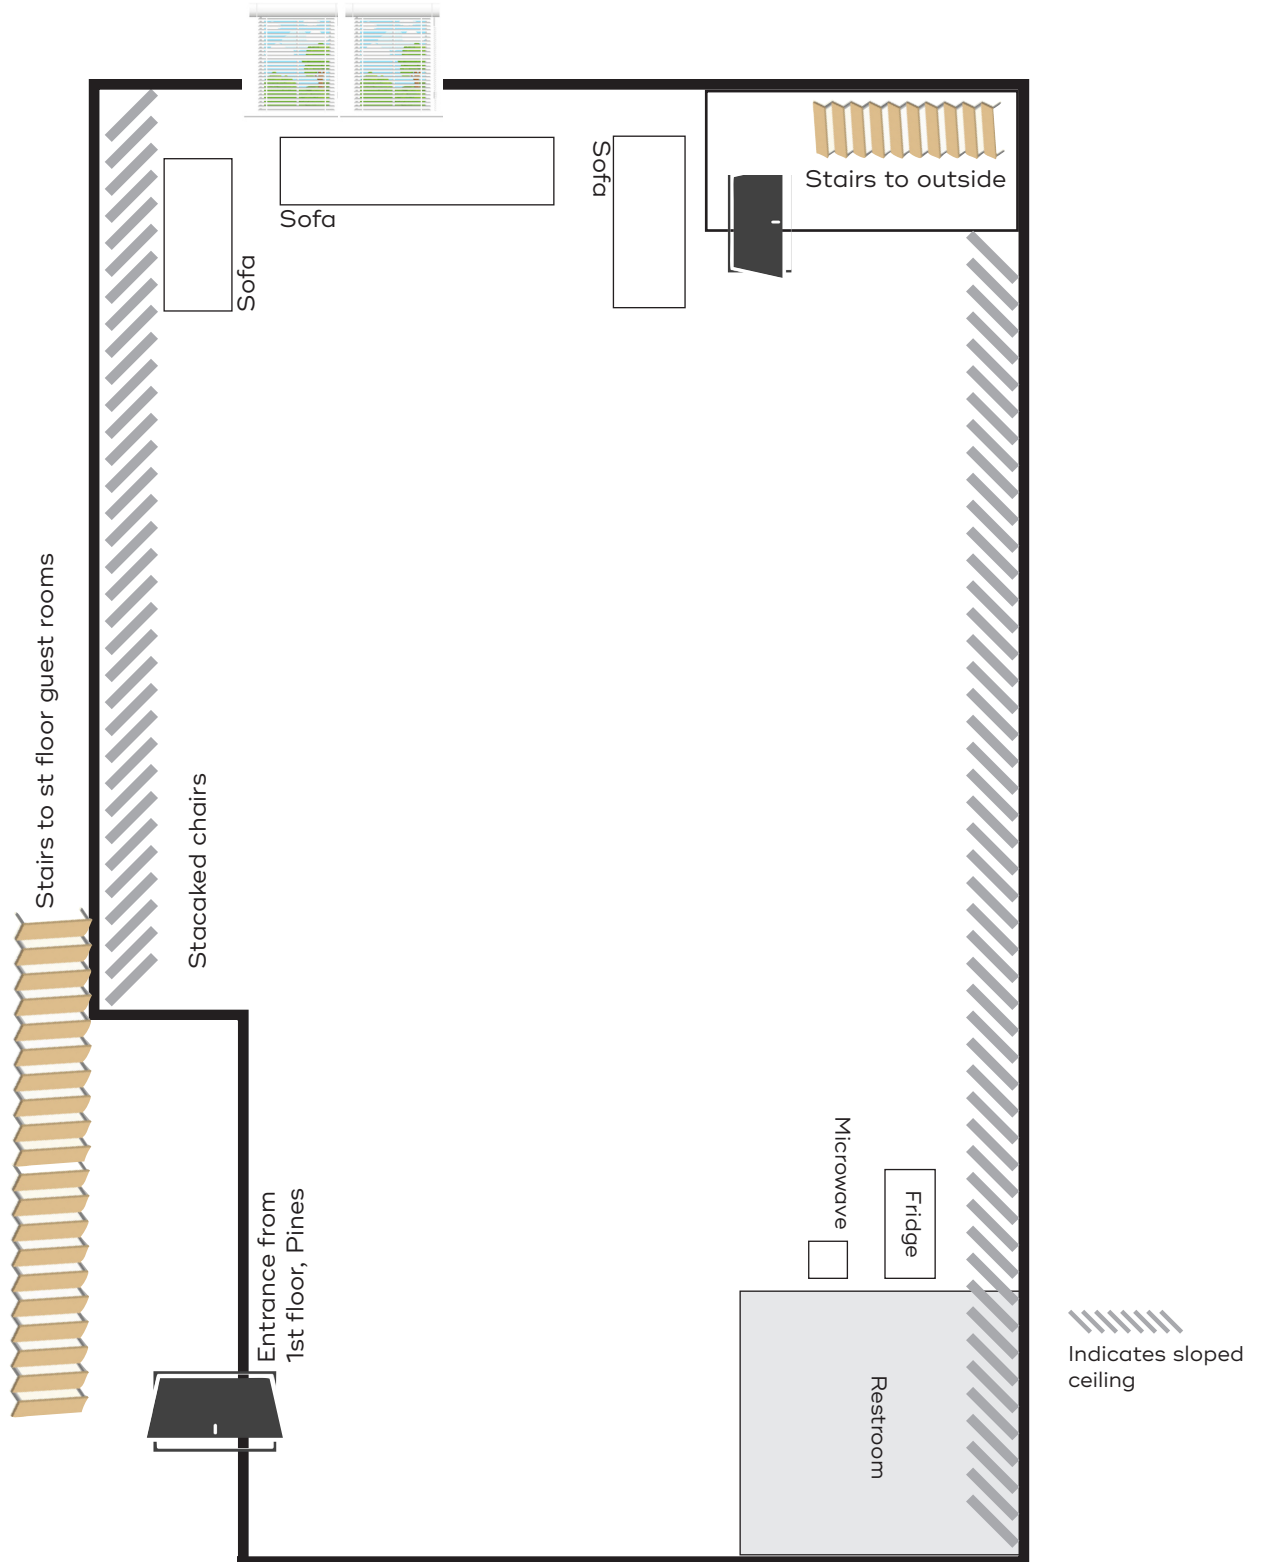 Stairs to outside
Sofa
Sofa
Sofa
Stairs to st floor guest rooms
Stacaked chairs
Microwave
Fridge
Entrance from
1st floor, Pines
Indicates sloped
ceiling
Restroom